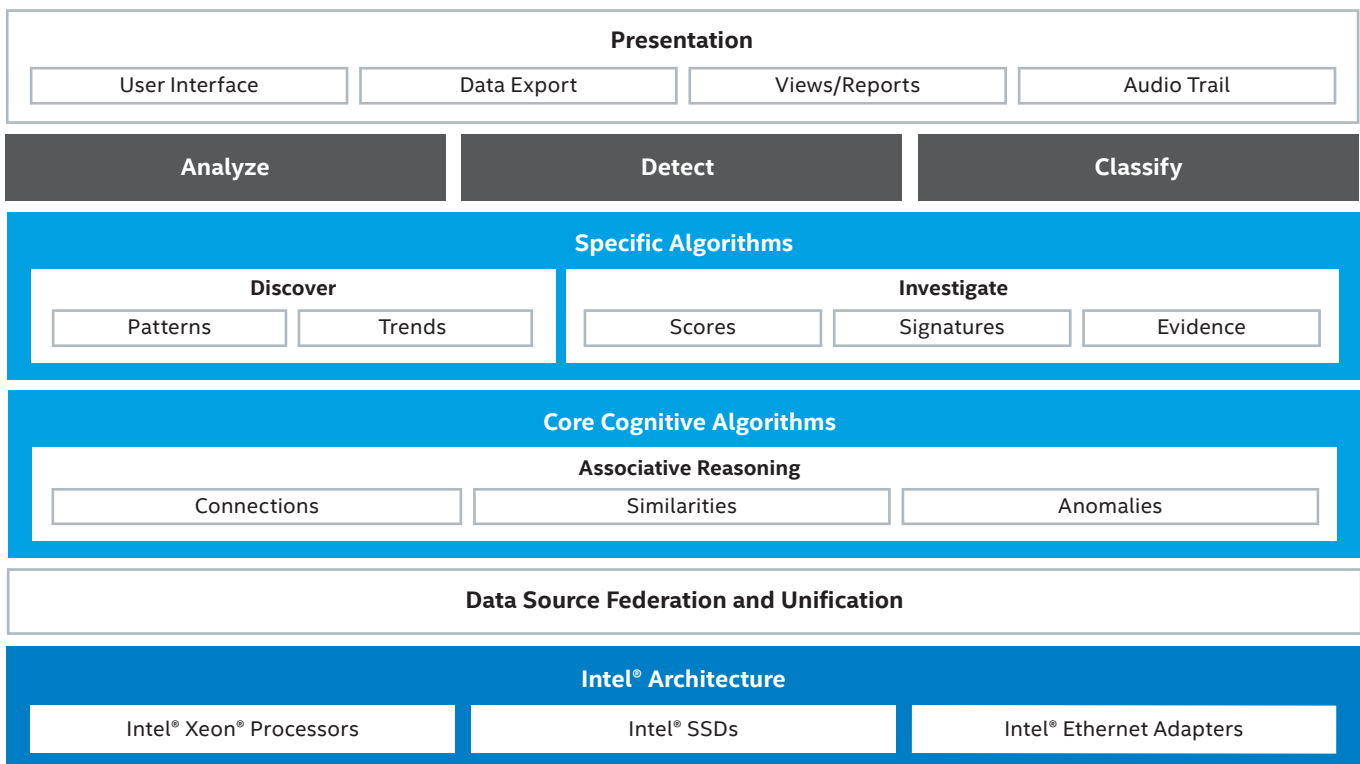 Presentation
User Interface
Data Export
Views/Reports
Audio Trail
Analyze
Detect
Classify
Specific Algorithms
Discover
Patterns
Trends
Investigate
Scores
Signatures
Evidence
Core Cognitive Algorithms
Associative Reasoning
Connections
Similarities
Anomalies
Data Source Federation and Unification
Intel® Architecture
Intel® Xeon® Processors
Intel® SSDs
Intel® Ethernet Adapters